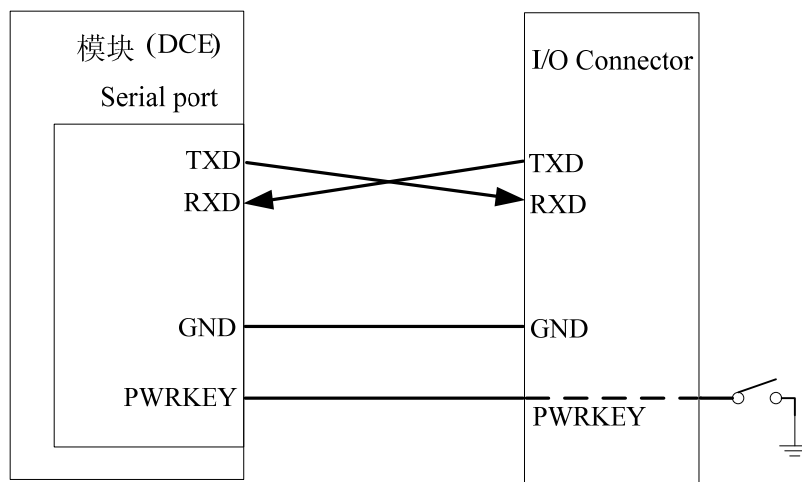 模块 (DCE)
Serial port
TXD
RXD
GND
PWRKEY
I/O Connector
TXD
RXD
GND
PWRKEY